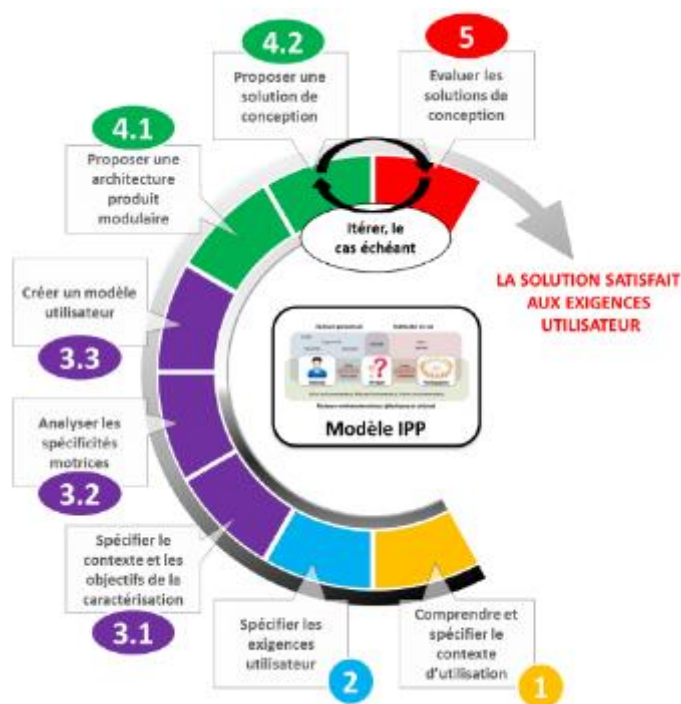 4.2
5
Proposer une
solution de
conception
Evaluer les
solutions de
conception
4.1
Proposer une
architecture
produit
modulaire
Itérer, le
cas échéant
LA SOLUTION SATISFAIT
AUX EXIGENCES
UTILISATEUR
Créer un modèle
utilisateur
3.3
Modèle IPP
Analyser les
spécificités
motrices
3.2
Spécifier le
contexte et les
objectifs de la
caractérisation
3.1
Spécifier les
exigences
utilisateur
2
Comprendre et
spécifier le
contexte
d'utilisation
1